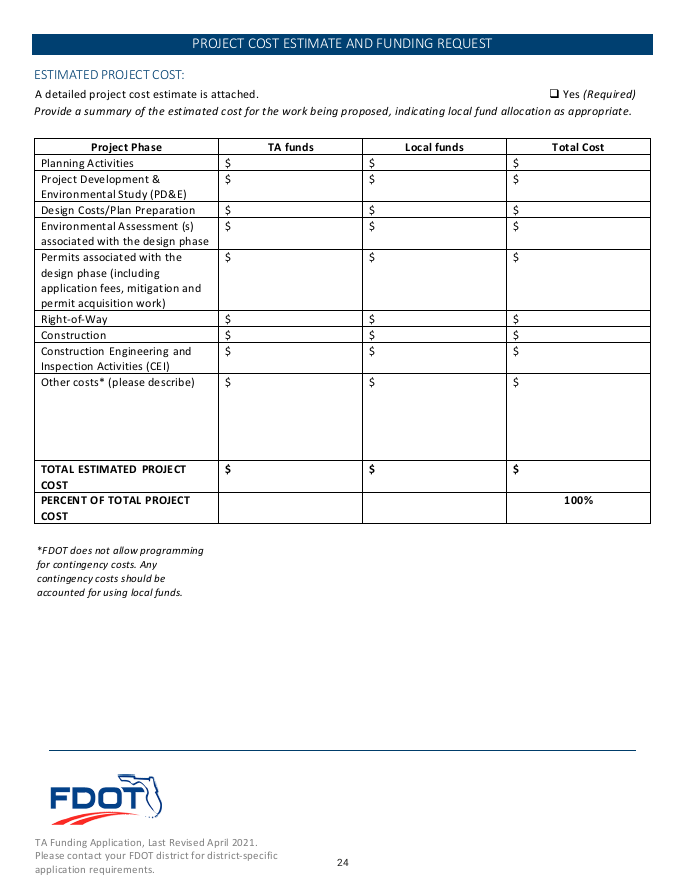 PROJECT COST ESTIMATE AND FUNDING REQUEST
ESTIMATED PROJECT COST:
A detailed project cost estimate is attached. ❑ Yes (Required)
Provide a summary of the estimated cost for the work being proposed, indicating local fund allocation as appropriate.
Project Phase TA funds Local funds Total Cost
Planning Activities $ $ $
Project Development & $ $ $
Environmental Study (PD&E)
Design Costs/Plan Preparation $ $ $
Environmental Assessment (s) $ $ $
associated with the design phase
Permits associated with the $ $ $
design phase (including
application fees, mitigation and
permit acquisition work)
Right-of-Way $ $ $
Construction $ $ $
Construction Engineering and $ $ $
Inspection Activities (CEI)
Other costs* (please describe) $ $ $
TOTAL ESTIMATED PROJECT $ $ $
COST
PERCENT OF TOTAL PROJECT 100%
COST
*FDOT does not allow programming
for contingency costs. Any
contingency costs should be
accounted for using local funds.
FDOT
TA Funding Application, Last Revised April 2021.
Please contact your FDOT district for district-specific
application requirements.
24